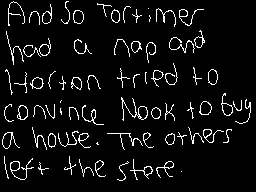 And So Tortimer
had a nap and
Horton tried to
convince Nook to buy
a house. The others
left the store.